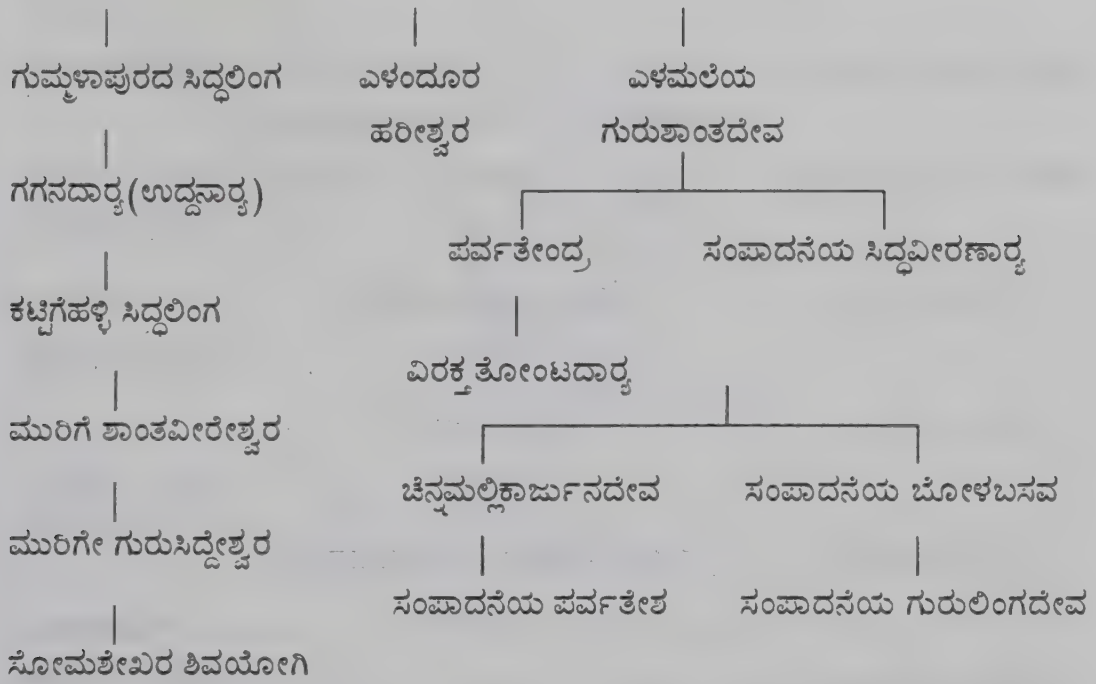 ಗುಮ್ಮಳಾಪುರದ ಸಿದ್ಧಲಿಂಗ ಎಳಂದೂರ ಎಳಮಲೆಯ
ಹರೀಶ್ವರ ಗುರುಶಾಂತದೇವ
ಗಗನದಾರ್‍ಯ (ಉದ್ದನಾರ್‍ಯ)
ಪರ್ವತೇಂದ್ರ ಸಂಪಾದನೆಯ ಸಿದ್ಧವೀರಣಾರ್‍ಯ
ಕಟ್ಟಿಗೆಹಳ್ಳಿ ಸಿದ್ಧಲಿಂಗ
ವಿರಕ್ತ ತೋಂಟದಾರ್‍ಯ
ಮುರಿಗೆ ಶಾಂತವೀರೇಶ್ವರ
ಚೆನ್ನಮಲ್ಲಿಕಾರ್ಜುನದೇವ ಸಂಪಾದನೆಯ ಬೋಳಬಸವ
ಮುರಿಗೇ ಗುರುಸಿದ್ದೇಶ್ವರ
ಸಂಪಾದನೆಯ ಪರ್ವತೇಶ ಸಂಪಾದನೆಯ ಗುರುಲಿಂಗದೇವ
ಸೋಮಶೇಖರ ಶಿವಯೋಗಿ